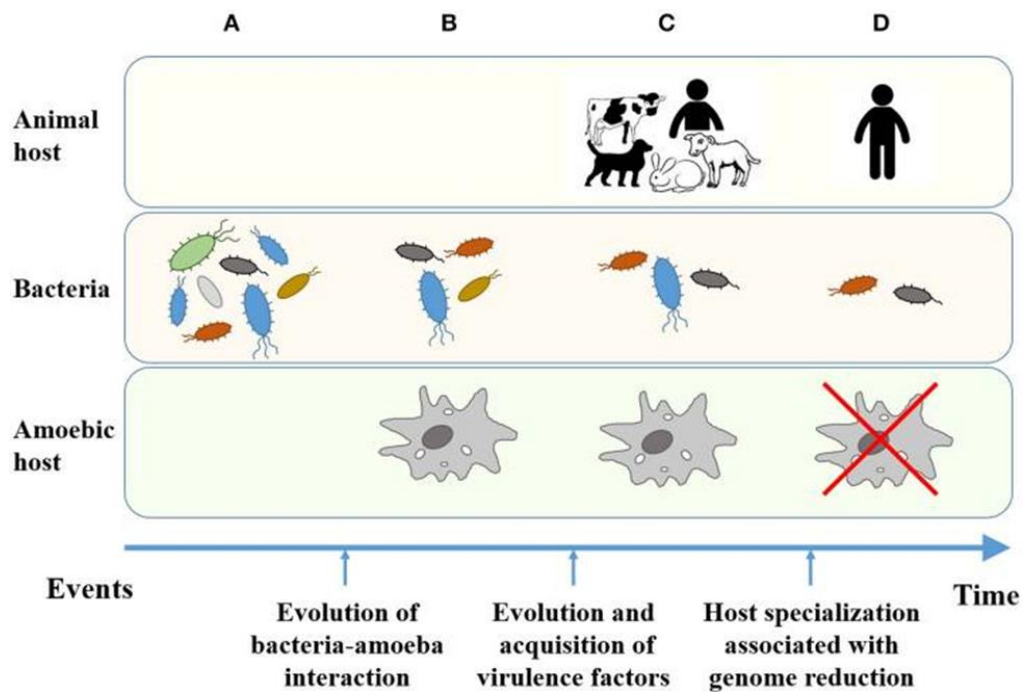 A B C D
Animal
host
Bacteria
Amoebic
host
Events
Time
Evolution of
bacteria-amoeba
interaction
Evolution and
acquisition of
virulence factors
Host specialization
associated with
genome reduction